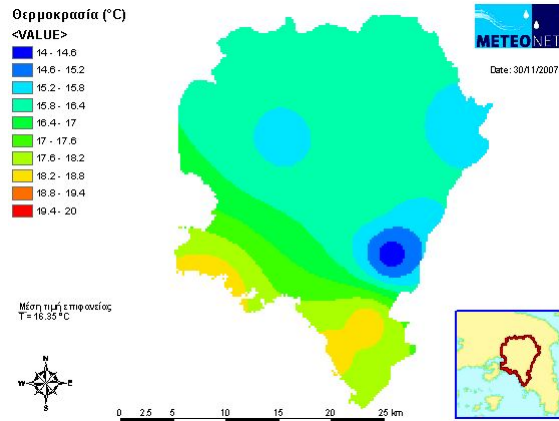 Θερμοκρασία (°C)
<VALUE>
14 - 14.6
14.6 - 15.2
15.2 - 15.8
15.8 - 16.4
16.4 - 17
17 - 17.6
17.6 - 18.2
18.2 - 18.8
18.8 - 19.4
19.4 - 20
METEONET
Date: 30/11/2007
Μέση τιμή επιφανείας
T = 16.35 °C
N
W E
S
0 2.5 5 10 15 20 25 km